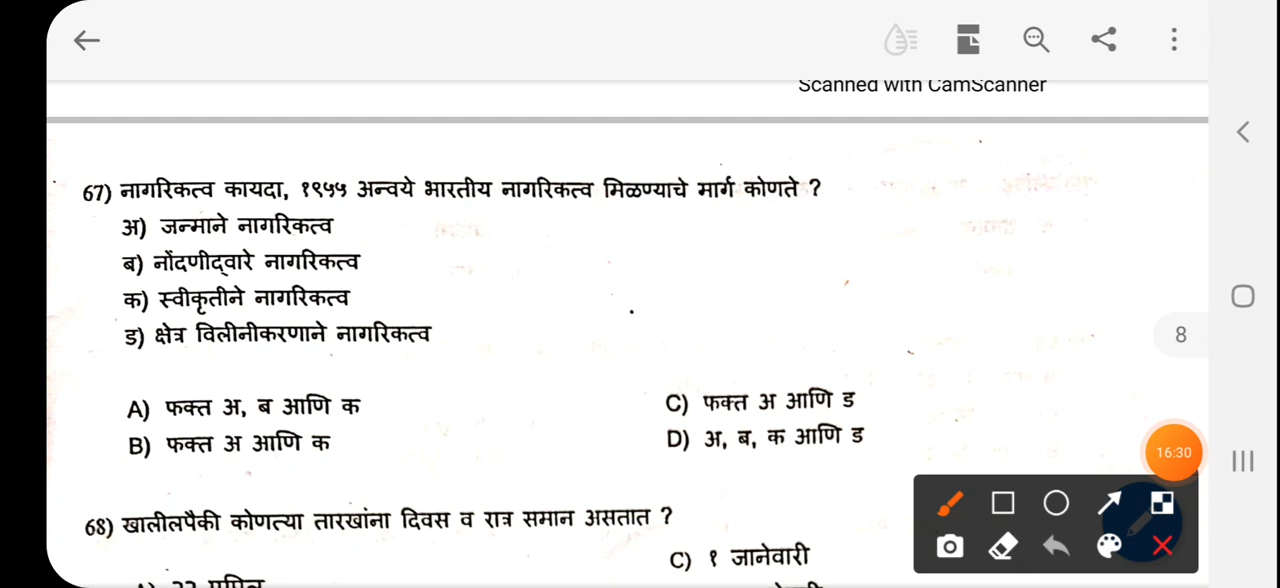 Scanned with CamScanner
67) नागरिकत्व कायदा, १९५५ अन्वये भारतीय नागरिकत्व मिळण्याचे मार्ग कोणते ?
अ) जन्माने नागरिकत्व
ब) नोंदणीद्वारे नागरिकत्व
क) स्वीकृतीने नागरिकत्व
ड) क्षेत्र विलीनीकरणाने नागरिकत्व
8
A) फक्त अ, ब आणि क
C) फक्त अ आणि ड
B) फक्त अ आणि क
D) अ, ब, क आणि ड
16:30
68) खालीलपैकी कोणत्या तारखांना दिवस व रात्र समान असतात ?
C) १ जानेवारी